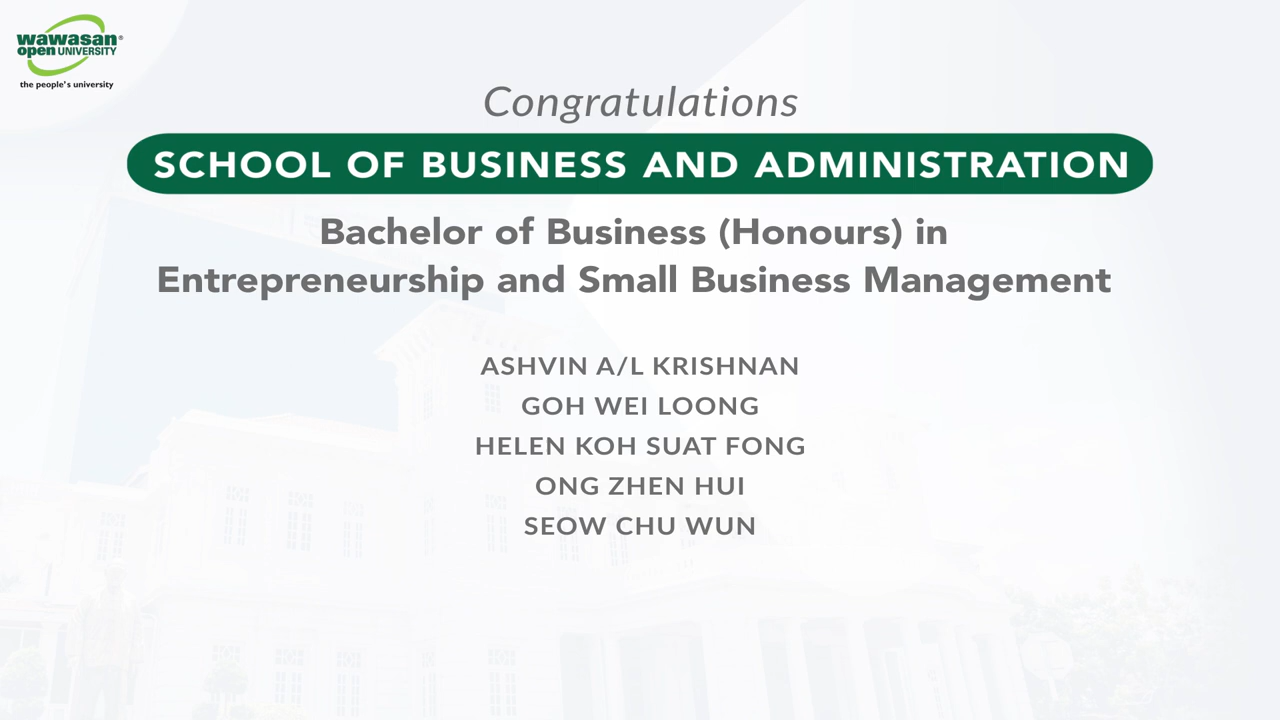 wawasan®
open UNIVERSITY
the people's university
Congratulations
SCHOOL OF BUSINESS AND ADMINISTRATION
Bachelor of Business (Honours) in
Entrepreneurship and Small Business Management
ASHVIN A/L KRISHNAN
GOH WEI LOONG
HELEN KOH SUAT FONG
ONG ZHEN HUI
SEOW CHU WUN